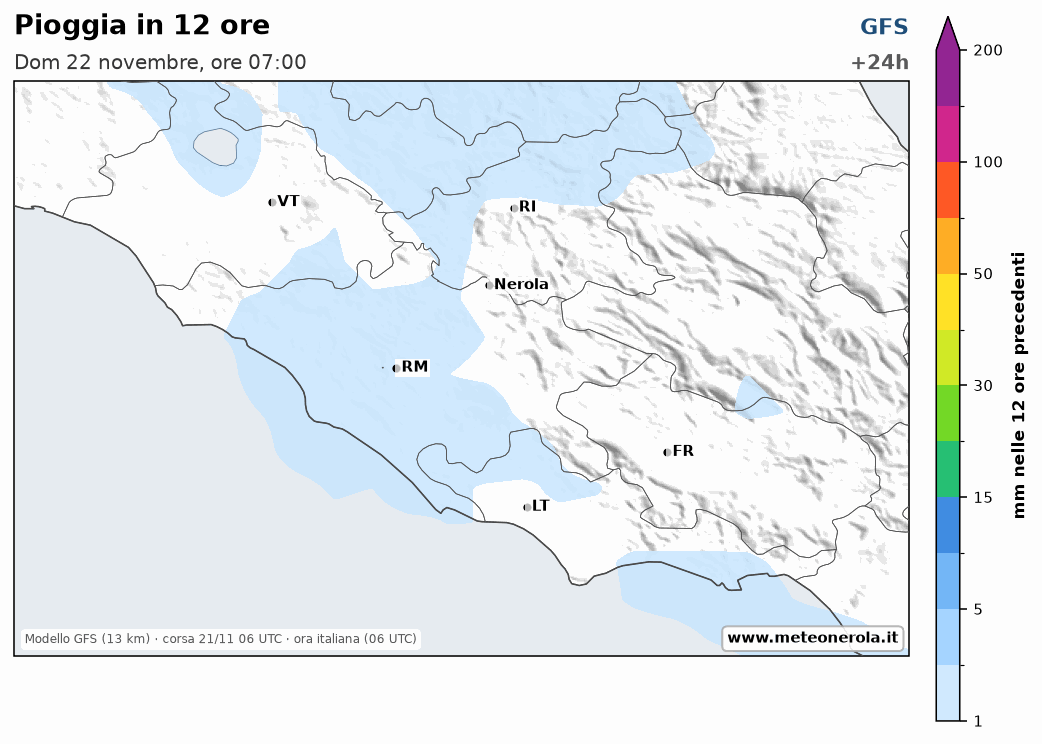 Pioggia in 12 ore
GFS
Dom 22 novembre, ore 07:00
+24h
VT
RI
Nerola
RM
FR
LT
Modello GFS (13 km) · corsa 21/11 06 UTC · ora italiana (06 UTC)
www.meteonerola.it
200
100
50
30
15
5
1
mm nelle 12 ore precedenti